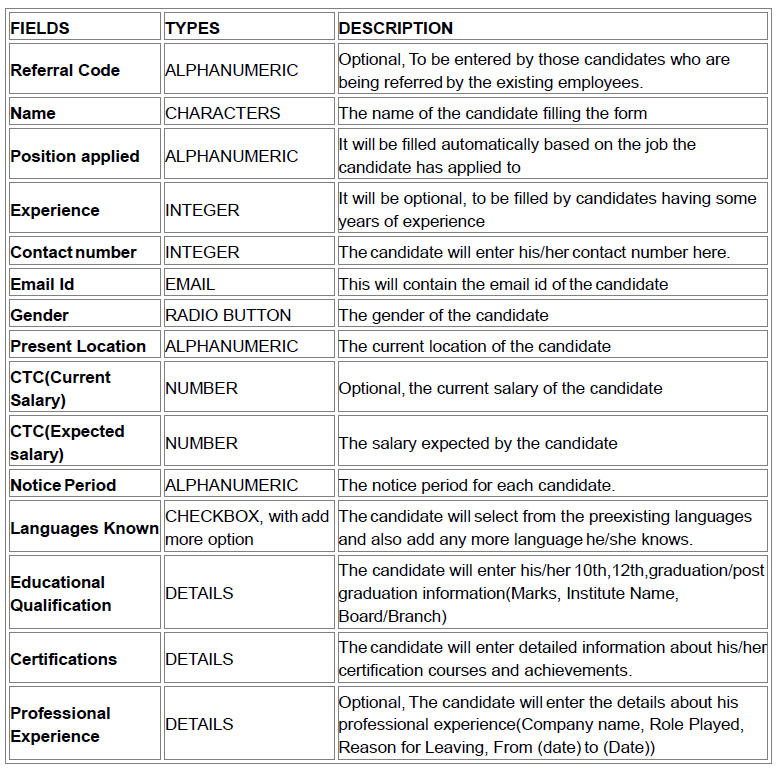 FIELDS TYPES DESCRIPTION
Referral Code ALPHANUMERIC Optional, To be entered by those candidates who are
being referred by the existing employees.
Name CHARACTERS The name of the candidate filling the form
Position applied ALPHANUMERIC It will be filled automatically based on the job the
candidate has applied to
Experience INTEGER It will be optional, to be filled by candidates having some
years of experience
Contact number INTEGER The candidate will enter his/her contact number here.
Email Id EMAIL This will contain the email id of the candidate
Gender RADIO BUTTON The gender of the candidate
Present Location ALPHANUMERIC The current location of the candidate
CTC(Current
Salary) NUMBER Optional, the current salary of the candidate
CTC(Expected
salary) NUMBER The salary expected by the candidate
Notice Period ALPHANUMERIC The notice period for each candidate.
Languages Known CHECKBOX, with add
more option The candidate will select from the preexisting languages
and also add any more language he/she knows.
Educational
Qualification DETAILS The candidate will enter his/her 10th,12th,graduation/post
graduation information(Marks, Institute Name,
Board/Branch)
Certifications DETAILS The candidate will enter detailed information about his/her
certification courses and achievements.
Professional
Experience DETAILS Optional, The candidate will enter the details about his
professional experience(Company name, Role Played,
Reason for Leaving, From (date) to (Date))